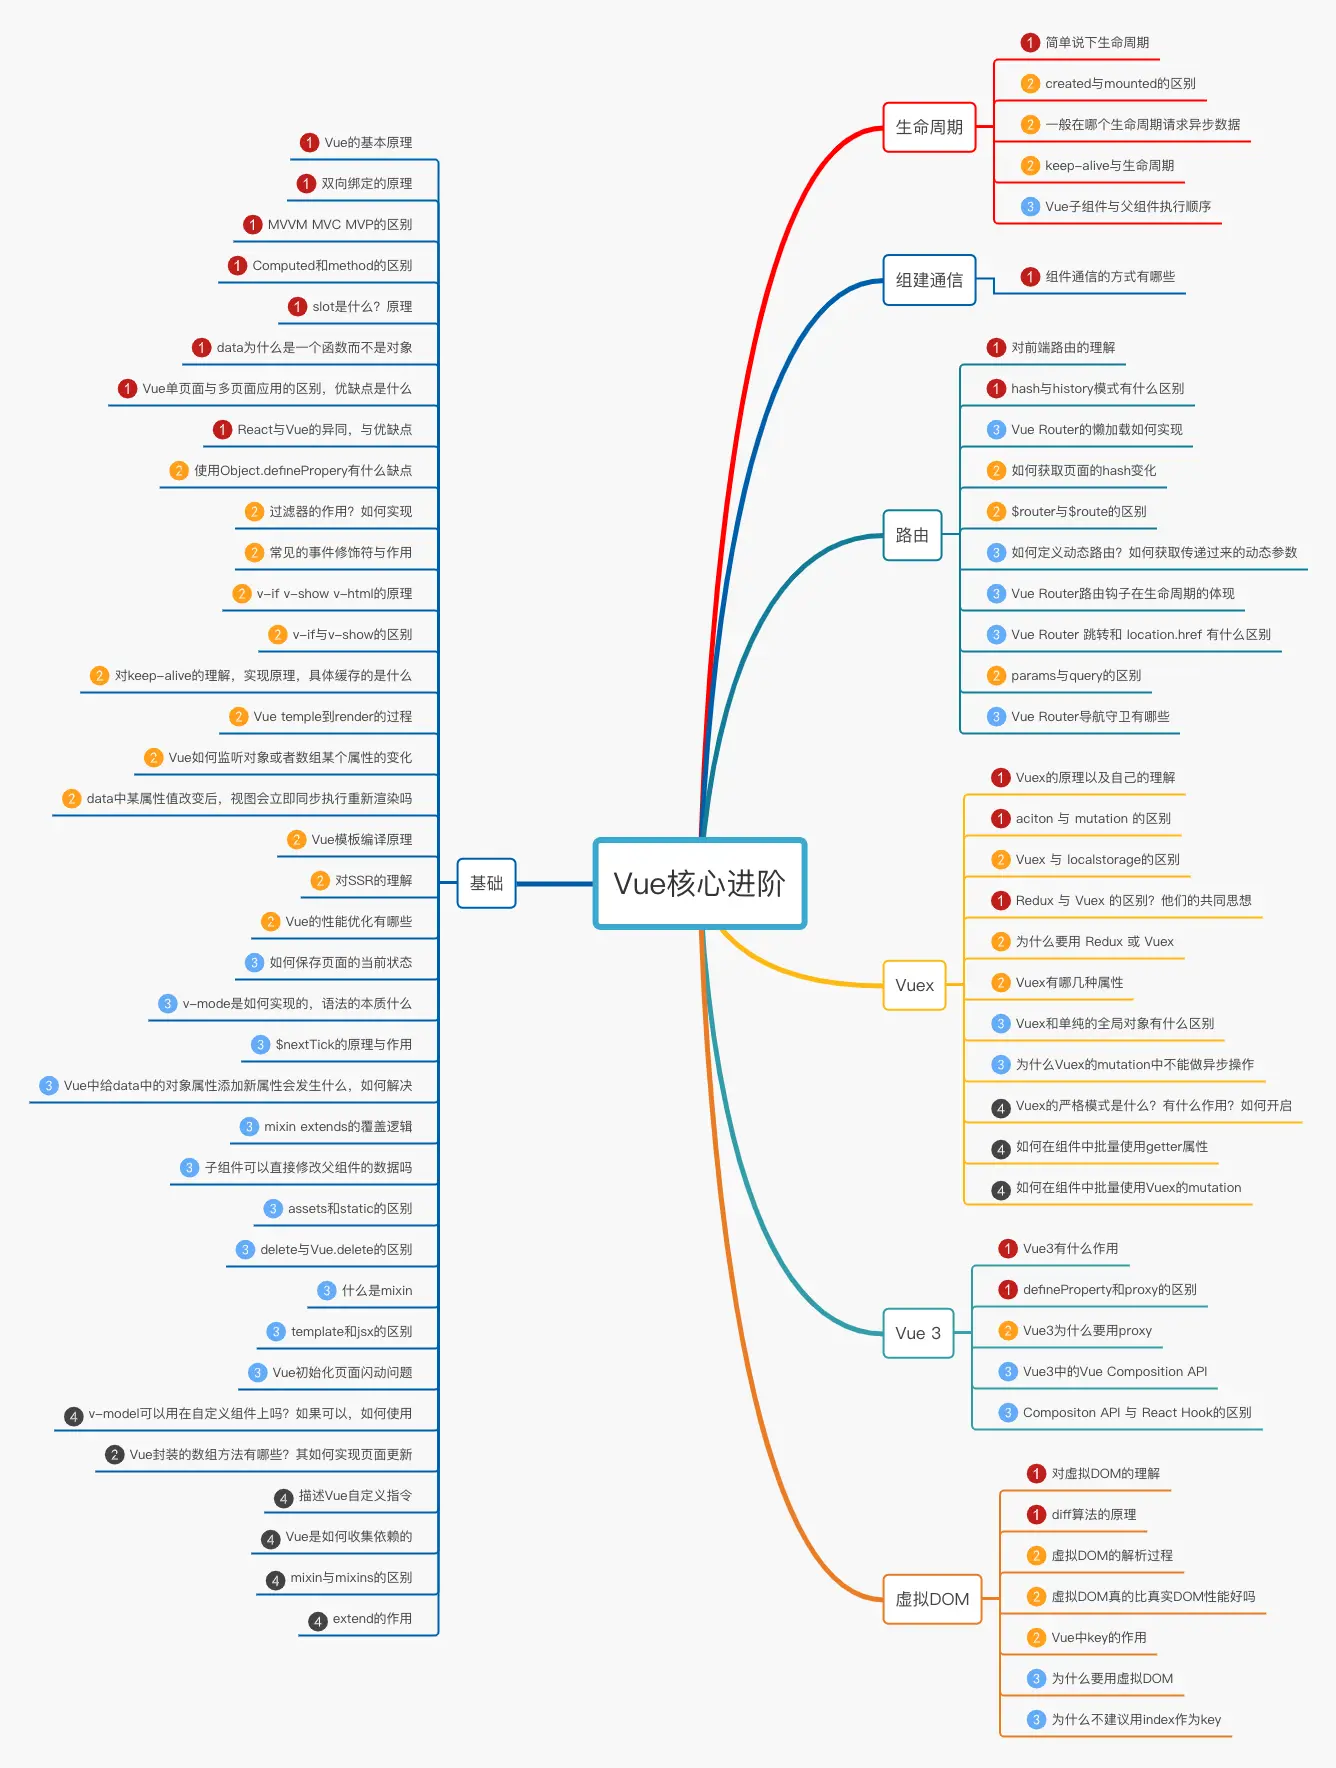 Vue核心进阶
生命周期
1 简单说下生命周期
2 created与mounted的区别
2 一般在哪个生命周期请求异步数据
2 keep-alive与生命周期
3 Vue子组件与父组件执行顺序
组建通信
1 组件通信的方式有哪些
路由
1 对前端路由的理解
1 hash与history模式有什么区别
3 Vue Router的懒加载如何实现
2 如何获取页面的hash变化
2 $router与$route的区别
3 如何定义动态路由？如何获取传递过来的动态参数
3 Vue Router路由钩子在生命周期的体现
3 Vue Router 跳转和 location.href 有什么区别
2 params与query的区别
3 Vue Router导航守卫有哪些
Vuex
1 Vuex的原理以及自己的理解
1 aciton 与 mutation 的区别
2 Vuex 与 localstorage的区别
1 Redux 与 Vuex 的区别？他们的共同思想
2 为什么要用 Redux 或 Vuex
2 Vuex有哪几种属性
3 Vuex和单纯的全局对象有什么区别
3 为什么Vuex的mutation中不能做异步操作
4 Vuex的严格模式是什么？有什么作用？如何开启
4 如何在组件中批量使用getter属性
4 如何在组件中批量使用Vuex的mutation
Vue 3
1 Vue3有什么作用
1 defineProperty和proxy的区别
2 Vue3为什么要用proxy
3 Vue3中的Vue Composition API
3 Compositon API 与 React Hook的区别
虚拟DOM
1 对虚拟DOM的理解
1 diff算法的原理
2 虚拟DOM的解析过程
2 虚拟DOM真的比真实DOM性能好吗
2 Vue中key的作用
3 为什么要用虚拟DOM
3 为什么不建议用index作为key
基础
1 Vue的基本原理
1 双向绑定的原理
1 MVVM MVC MVP的区别
1 Computed和method的区别
1 slot是什么？原理
1 data为什么是一个函数而不是对象
1 Vue单页面与多页面应用的区别，优缺点是什么
1 React与Vue的异同，与优缺点
2 使用Object.definePropery有什么缺点
2 过滤器的作用？如何实现
2 常见的事件修饰符与作用
2 v-if v-show v-html的原理
2 v-if与v-show的区别
2 对keep-alive的理解，实现原理，具体缓存的是什么
2 Vue temple到render的过程
2 Vue如何监听对象或者数组某个属性的变化
2 data中某属性值改变后，视图会立即同步执行重新渲染吗
2 Vue模板编译原理
2 对SSR的理解
2 Vue的性能优化有哪些
3 如何保存页面的当前状态
3 v-mode是如何实现的，语法的本质什么
3 $nextTick的原理与作用
3 Vue中给data中的对象属性添加新属性会发生什么，如何解决
3 mixin extends的覆盖逻辑
3 子组件可以直接修改父组件的数据吗
3 assets和static的区别
3 delete与Vue.delete的区别
3 什么是mixin
3 template和jsx的区别
3 Vue初始化页面闪动问题
4 v-model可以用在自定义组件上吗？如果可以，如何使用
2 Vue封装的数组方法有哪些？其如何实现页面更新
4 描述Vue自定义指令
4 Vue是如何收集依赖的
4 mixin与mixins的区别
4 extend的作用